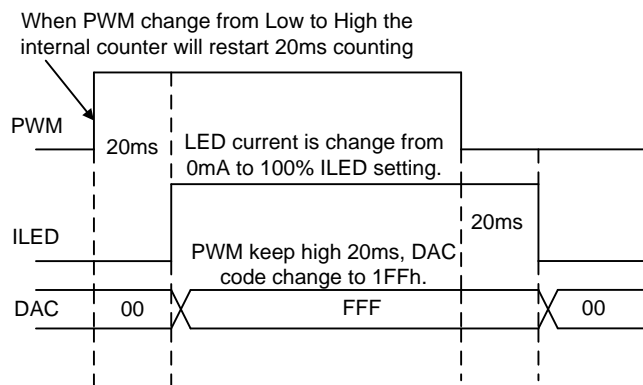 When PWM change from Low to High the
internal counter will restart 20ms counting
PWM
20ms
LED current is change from
0mA to 100% ILED setting.
ILED
20ms
PWM keep high 20ms, DAC
code change to 1FFh.
DAC
00
FFF
00